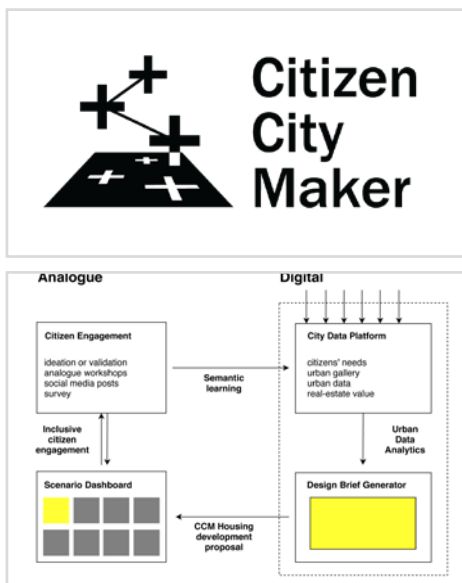 Citizen
City
Maker
Analogue
Digital
Citizen Engagement
ideation or validation
analogue workshops
social media posts
survey
Semantic
learning
City Data Platform
citizens' needs
urban gallery
urban data
real-estate value
Inclusive
citizen
engagement
Urban
Data
Analytics
Scenario Dashboard
CCM Housing
development
proposal
Design Brief Generator